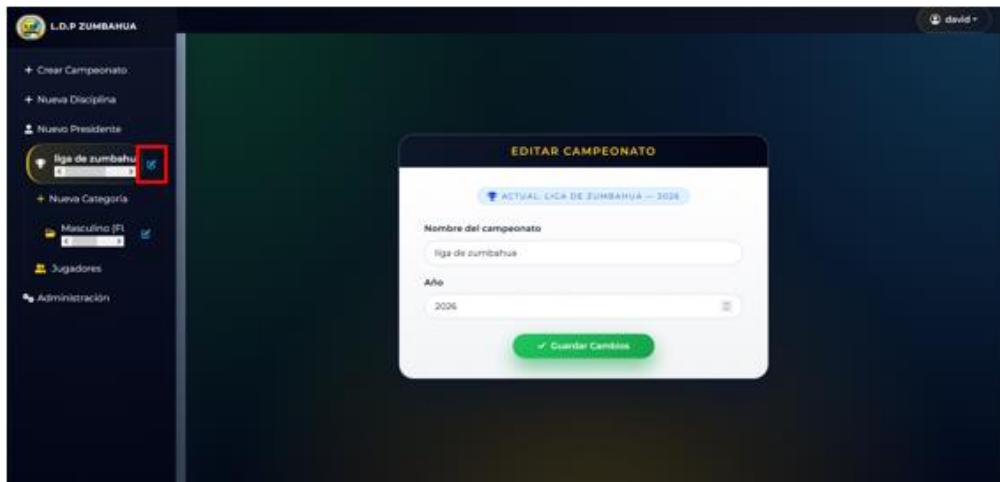 L.D.P ZUMBAHUA
david
+ Crear Campeonato
+ Nueva Disciplina
Nuevo Presidente
liga de zumbahu
+ Nueva Categoría
Masculino (FL
Jugadores
Administración
EDITAR CAMPEONATO
ACTUAL: LIGA DE ZUMBAHUA — 2026
Nombre del campeonato
liga de zumbahua
Año
2026
Guardar Cambios